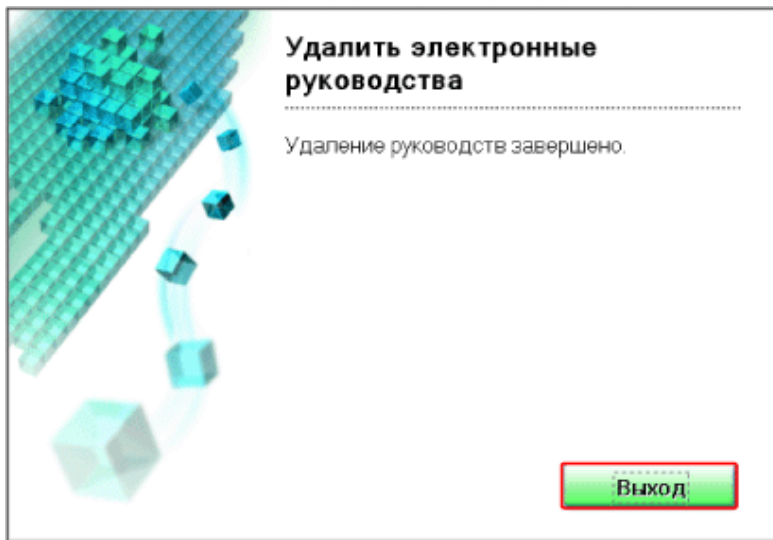 Удалить электронные
руководства
Удаление руководств завершено.
Выход